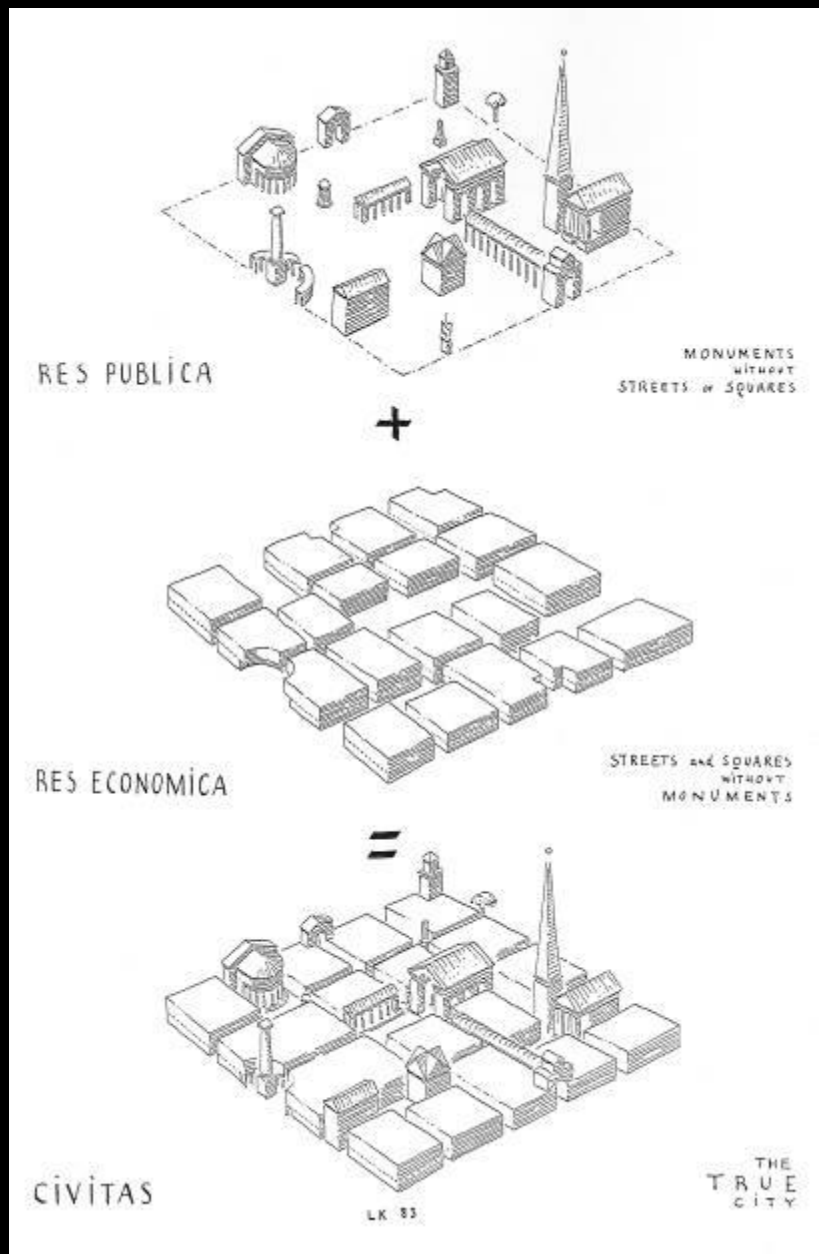 RES PUBLICA
MONUMENTS
WITHOUT
STREETS or SQUARES
+
RES ECONOMICA
STREETS and SQUARES
WITHOUT
MONUMENTS
=
CIVITAS
LK 83
THE
TRUE
CITY